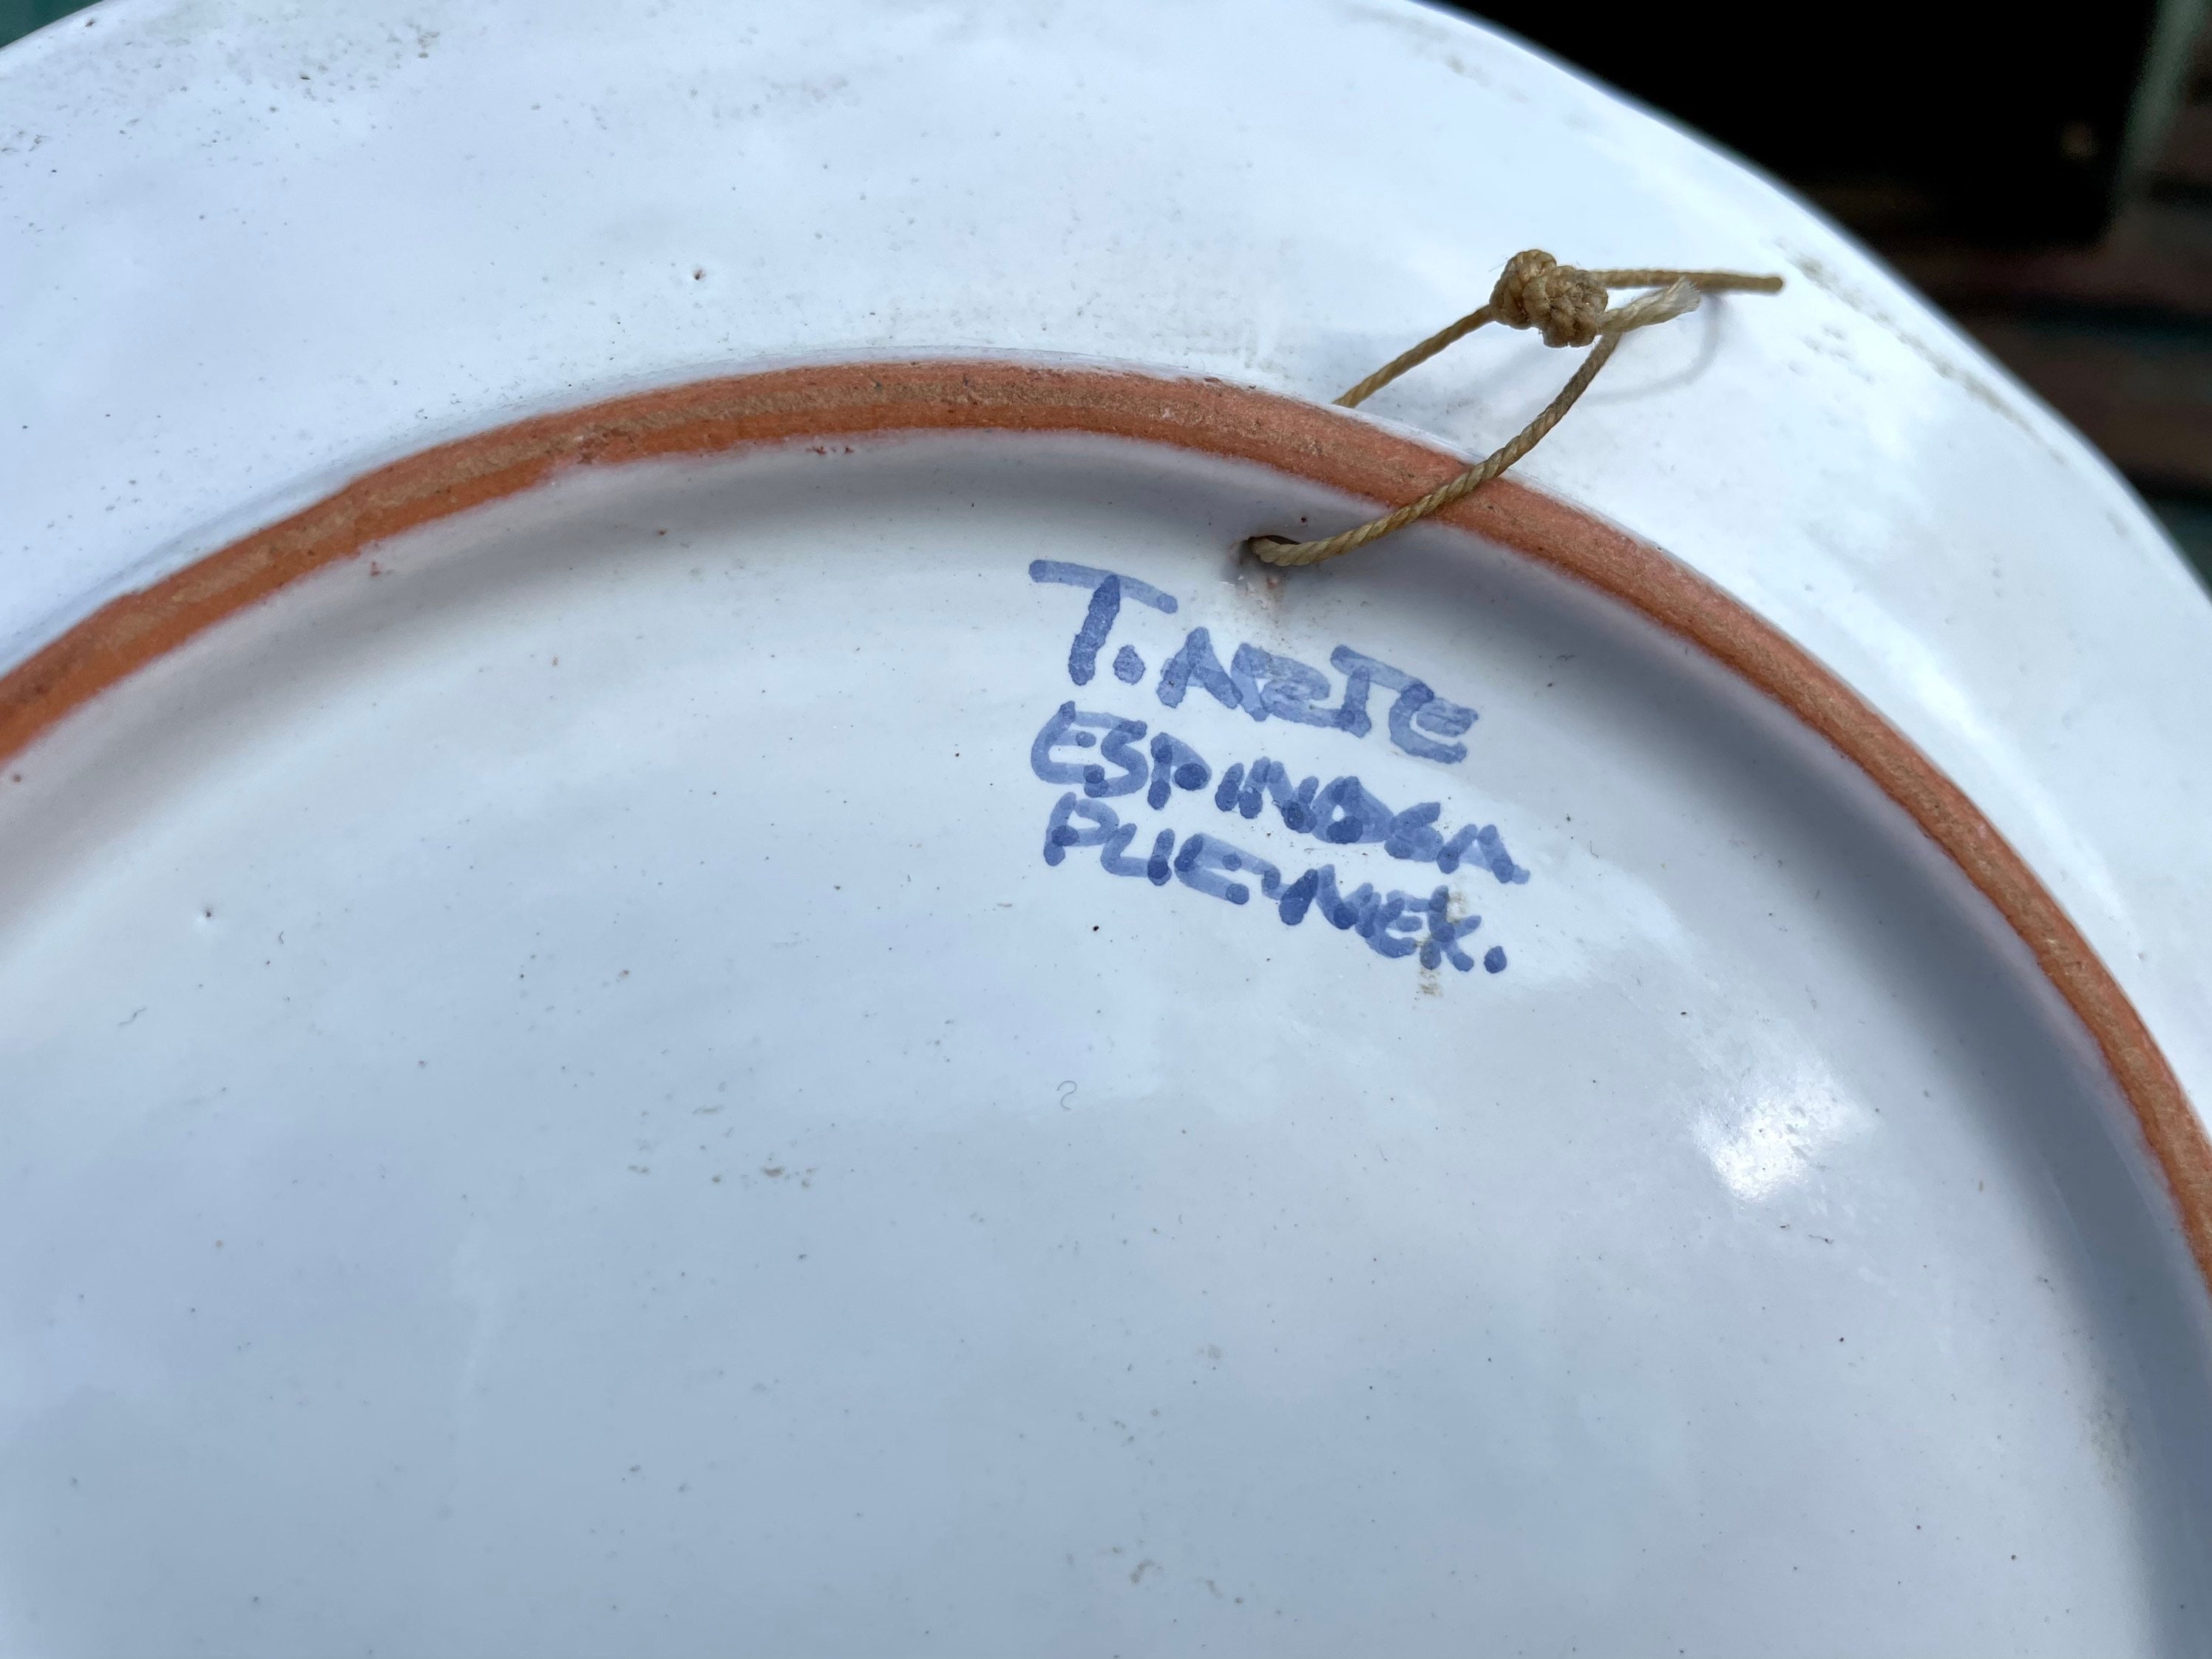 T. ARTE
ESPINOSA
PUE-MEX.